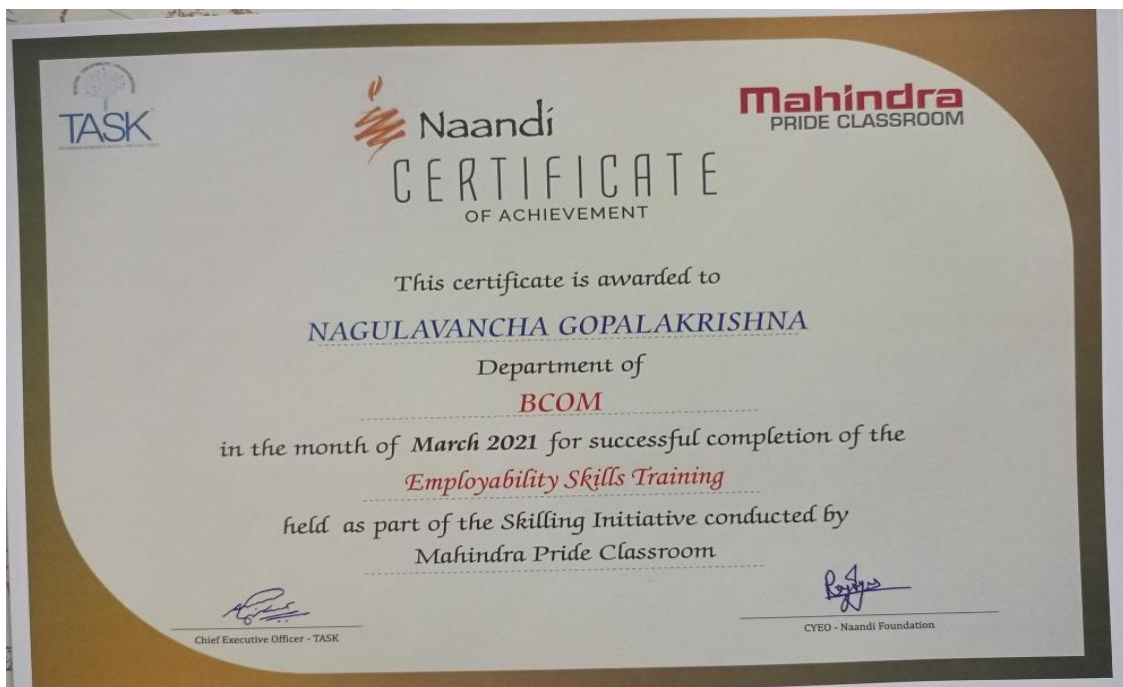 TASK
Naandi
Mahindra
PRIDE CLASSROOM
CERTIFICATE
OF ACHIEVEMENT
This certificate is awarded to
NAGULAVANCHA GOPALAKRISHNA
Department of
BCOM
in the month of March 2021 for successful completion of the
Employability Skills Training
held as part of the Skilling Initiative conducted by
Mahindra Pride Classroom
Chief Executive Officer - TASK
CYEO - Naandi Foundation